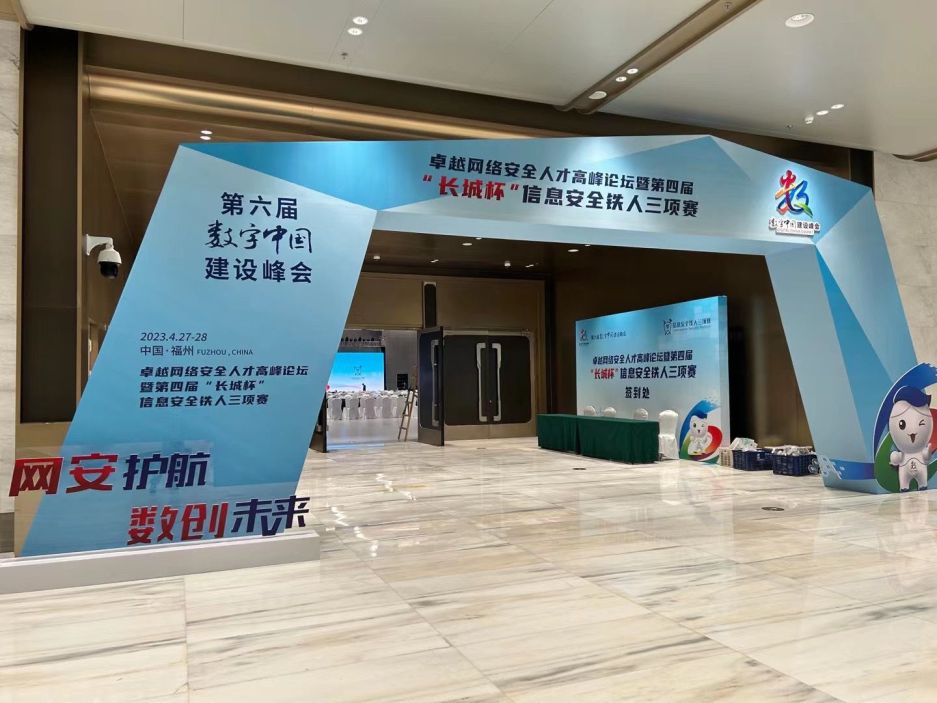 第六届
数字中国
建设峰会
2023.4.27-28
中国·福州 FUZHOU, CHINA
卓越网络安全人才高峰论坛
暨第四届“长城杯”
信息安全铁人三项赛
网安护航
数创未来
卓越网络安全人才高峰论坛暨第四届
“长城杯”信息安全铁人三项赛
数
数字中国建设峰会
卓越网络安全人才高峰论坛暨第四届
“长城杯”信息安全铁人三项赛
签到处